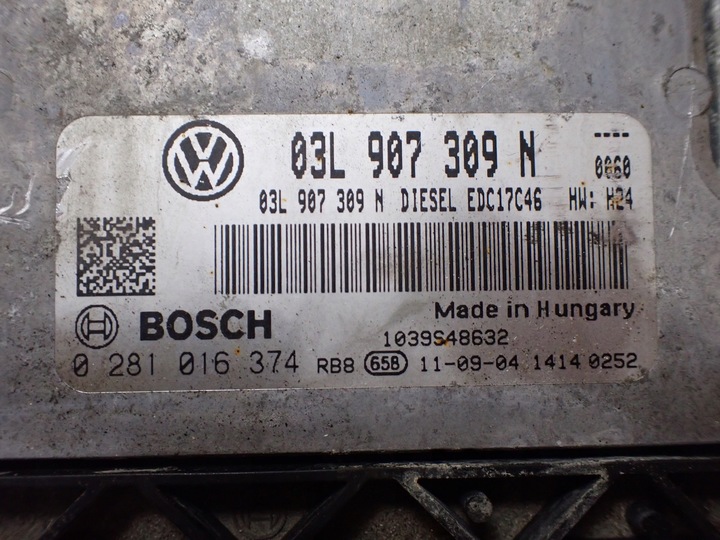 03L 907 309 N ----
0060
03L 907 309 N DIESEL EDC17C46 HW: H24
Made in Hungary
BOSCH
1039S48632
0 281 016 374 RB8 65B 11-09-04 1414 0252